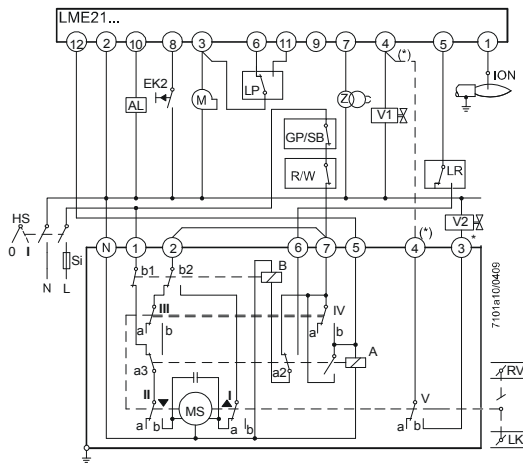 LME21...
12 2 10 8 3 6 11 9 7 4 5 1
(*)
ION
EK2
AL
M
LP
Z
V1
GP/SB
R/W
LR
HS
0 I
Si
N L
V2
*
(*)
N 1 2 6 7 5 4 3
b1 b2 B
III
IV
a b
a b
A
a3
a2
II
I
V
MS
a b
a b
a b
RV
LK
7101a10/0409